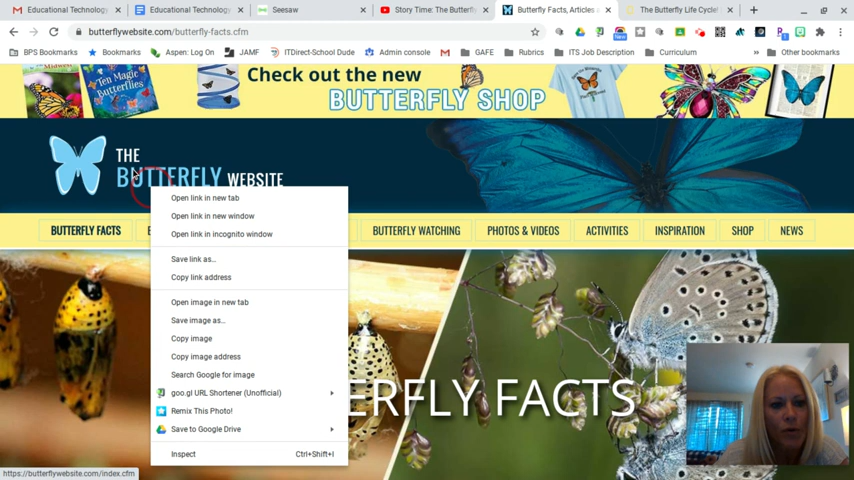 Educational Technology
Educational Technology
Seesaw
Story Time: The Butterfl
Butterfly Facts, Articles
The Butterfly Life Cycle!
butterflywebsite.com/butterfly-facts.cfm
New
BPS Bookmarks
Bookmarks
Aspen: Log On
JAMF
ITDirect-School Dude
Admin console
GAFE
Rubrics
ITS Job Description
Curriculum
»
Other bookmarks
Ten Magic
Butterflies
Check out the new
BUTTERFLY SHOP
THE
BUTTERFLY WEBSITE
BUTTERFLY FACTS
BUTTERFLY WATCHING
PHOTOS & VIDEOS
ACTIVITIES
INSPIRATION
SHOP
NEWS
Open link in new tab
Open link in new window
Open link in incognito window
Save link as...
Copy link address
Open image in new tab
Save image as...
Copy image
Copy image address
Search Google for image
goo.gl URL Shortener (Unofficial)
Remix This Photo!
Save to Google Drive
Inspect Ctrl+Shift+I
ERFLY FACTS
https://butterflywebsite.com/index.cfm